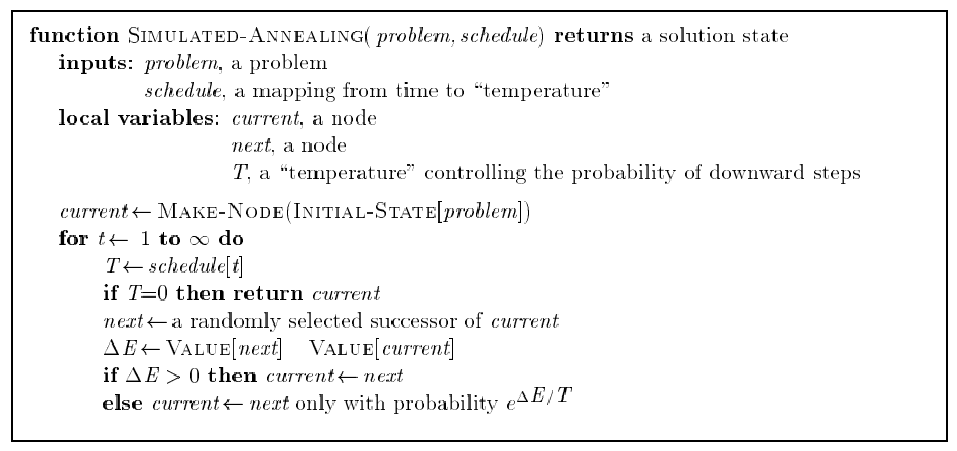 function SIMULATED-ANNEALING( problem, schedule) returns a solution state
inputs: problem, a problem
schedule, a mapping from time to “temperature”
local variables: current, a node
next, a node
T, a “temperature” controlling the probability of downward steps
current ← MAKE-NODE(INITIAL-STATE[problem])
for t ← 1 to ∞ do
T ← schedule[t]
if T=0 then return current
next ← a randomly selected successor of current
ΔE ← VALUE[next] VALUE[current]
if ΔE > 0 then current ← next
else current ← next only with probability e^ΔE/T